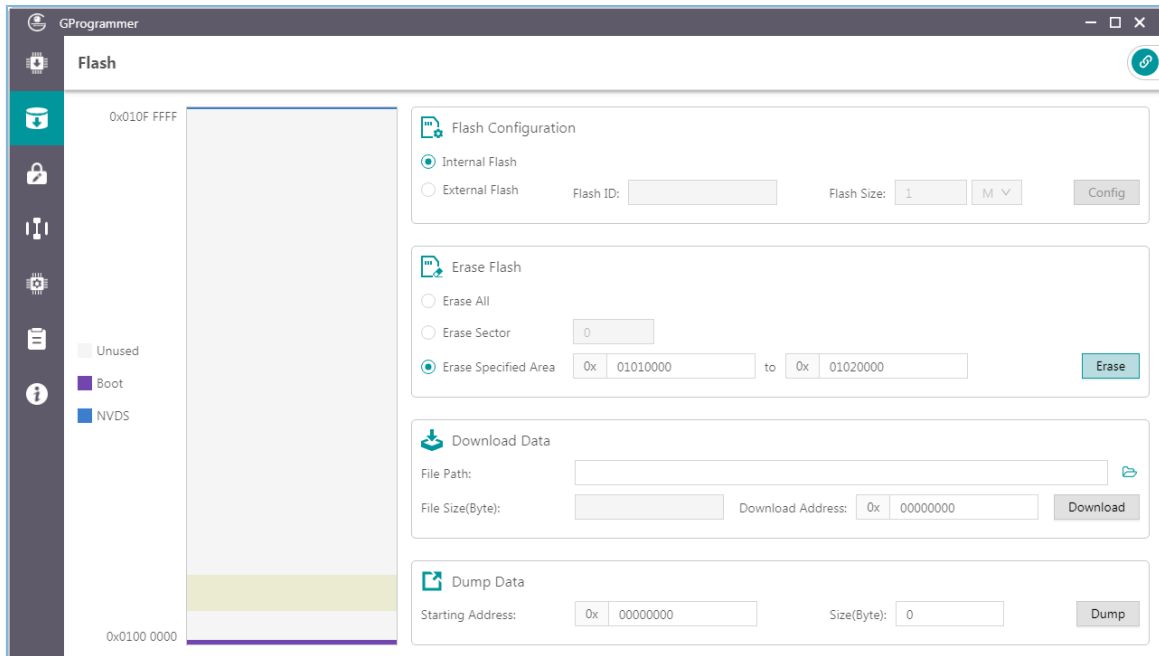 GProgrammer
Flash
0x010F FFFF
Unused
Boot
NVDS
0x0100 0000
Flash Configuration
Internal Flash
External Flash Flash ID: Flash Size: 1 M Config
Erase Flash
Erase All
Erase Sector 0
Erase Specified Area 0x 01010000 to 0x 01020000 Erase
Download Data
File Path:
File Size(Byte): Download Address: 0x 00000000 Download
Dump Data
Starting Address: 0x 00000000 Size(Byte): 0 Dump